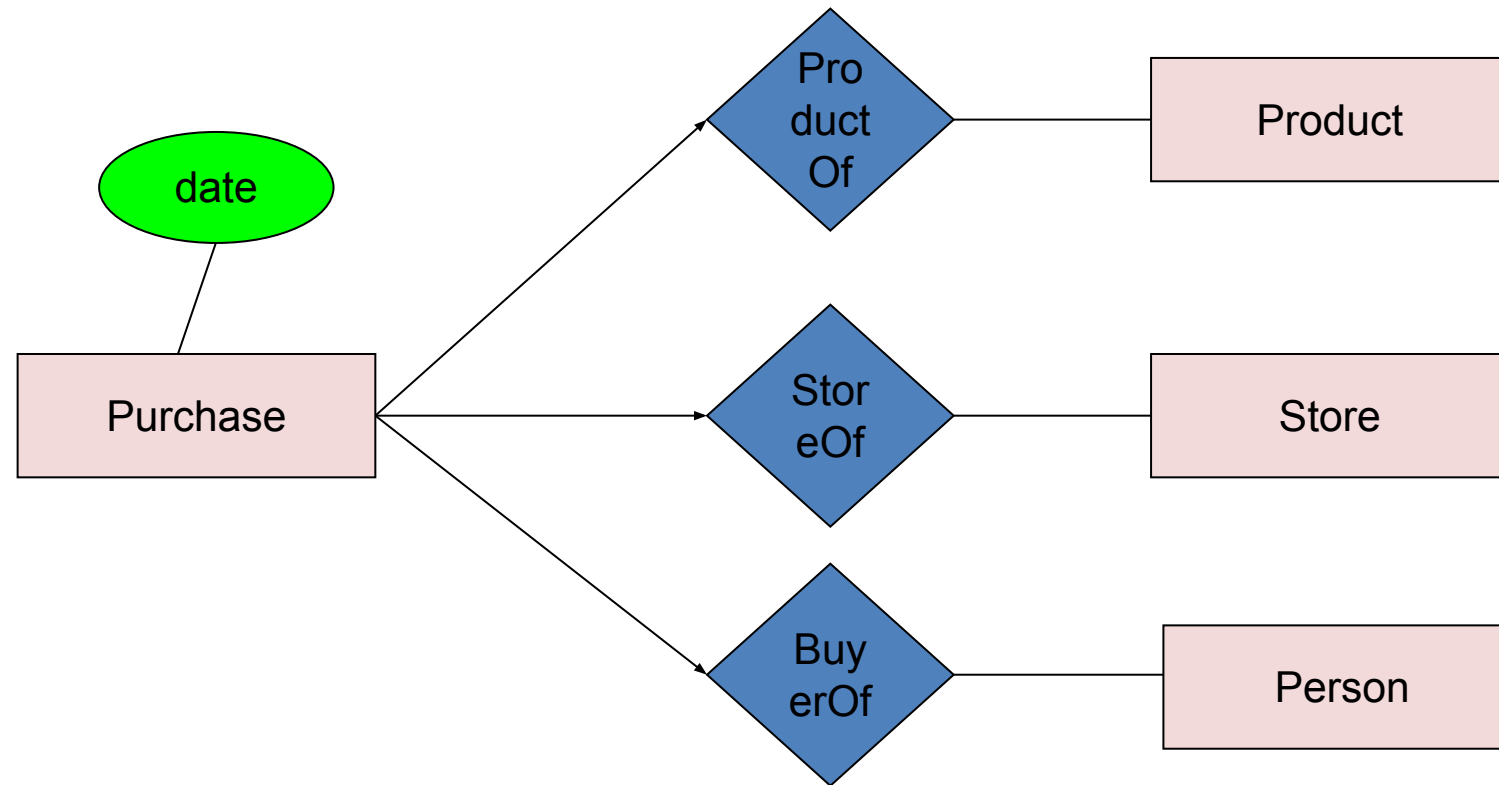 date
Purchase
Pro
duct
Of
Product
Stor
eOf
Store
Buy
erOf
Person